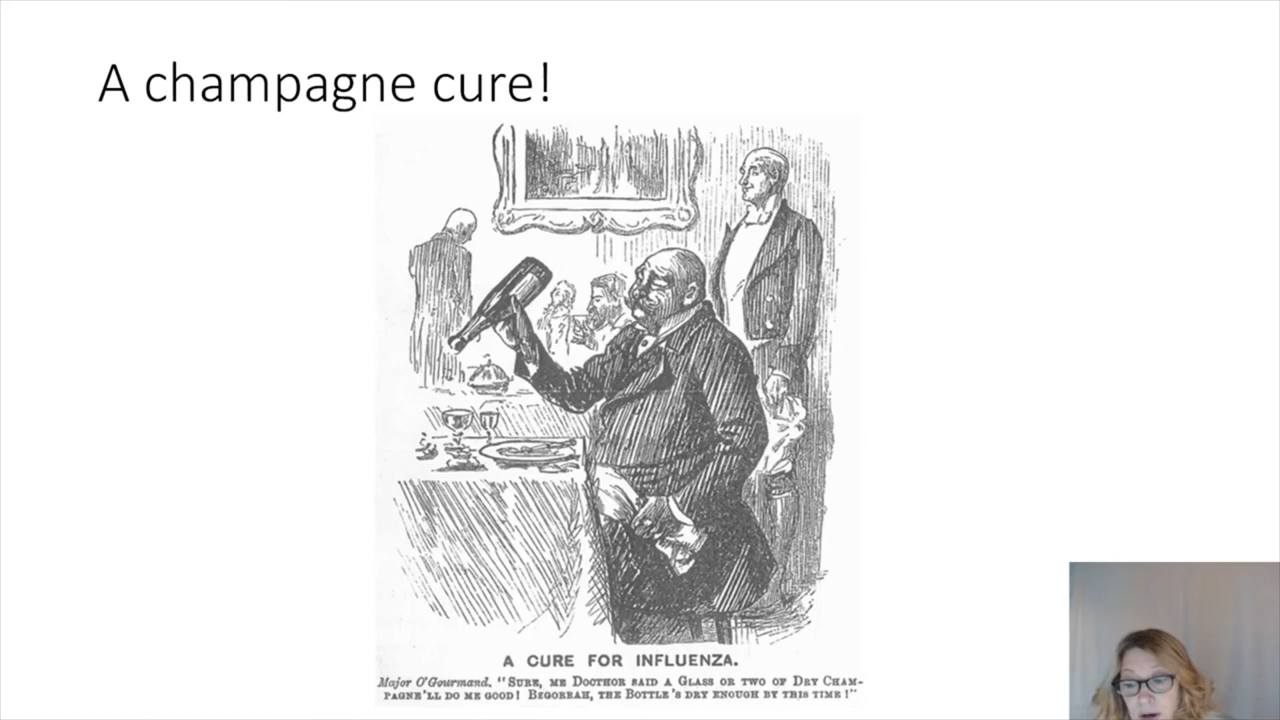 A champagne cure!
A CURE FOR INFLUENZA.
Major O'Gourmand. "Sure, me Docthor said a Glass or two of Dry Cham-
pagne'll do me good! Begorrah, the Bottle's dry enough by this time!"